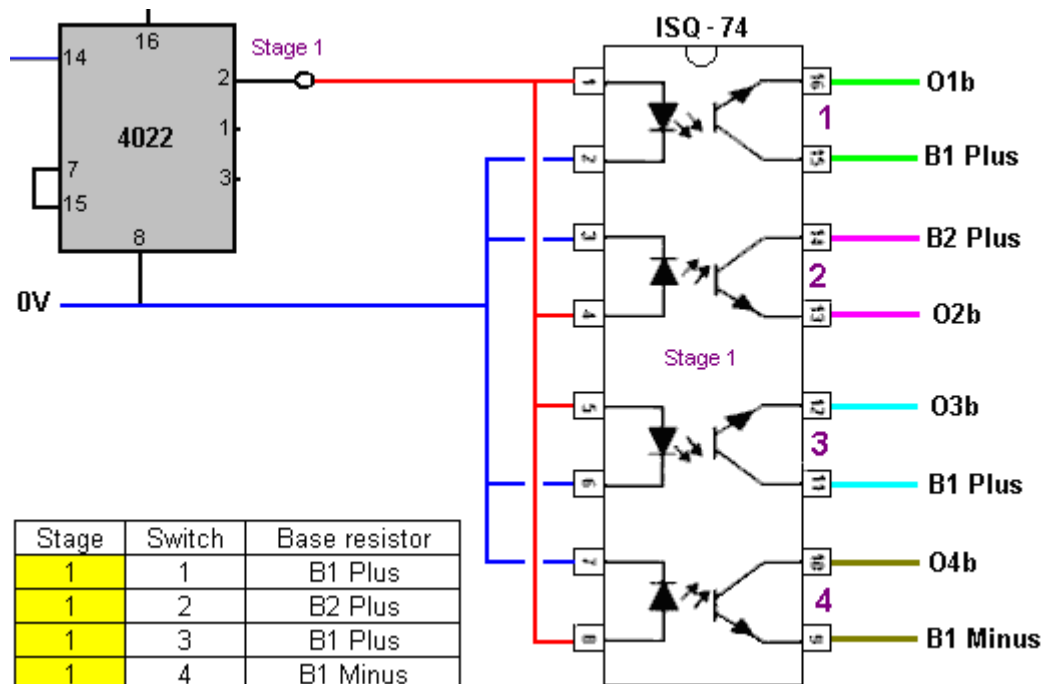 ISQ - 74
16
14
Stage 1
2
1
4022
1
3
7
15
8
0V
1
2
3
4
5
6
7
8
16
15
14
13
12
11
10
9
1
2
3
4
Stage 1
O1b
B1 Plus
B2 Plus
O2b
O3b
B1 Plus
O4b
B1 Minus
Stage Switch Base resistor
1 1 B1 Plus
1 2 B2 Plus
1 3 B1 Plus
1 4 B1 Minus